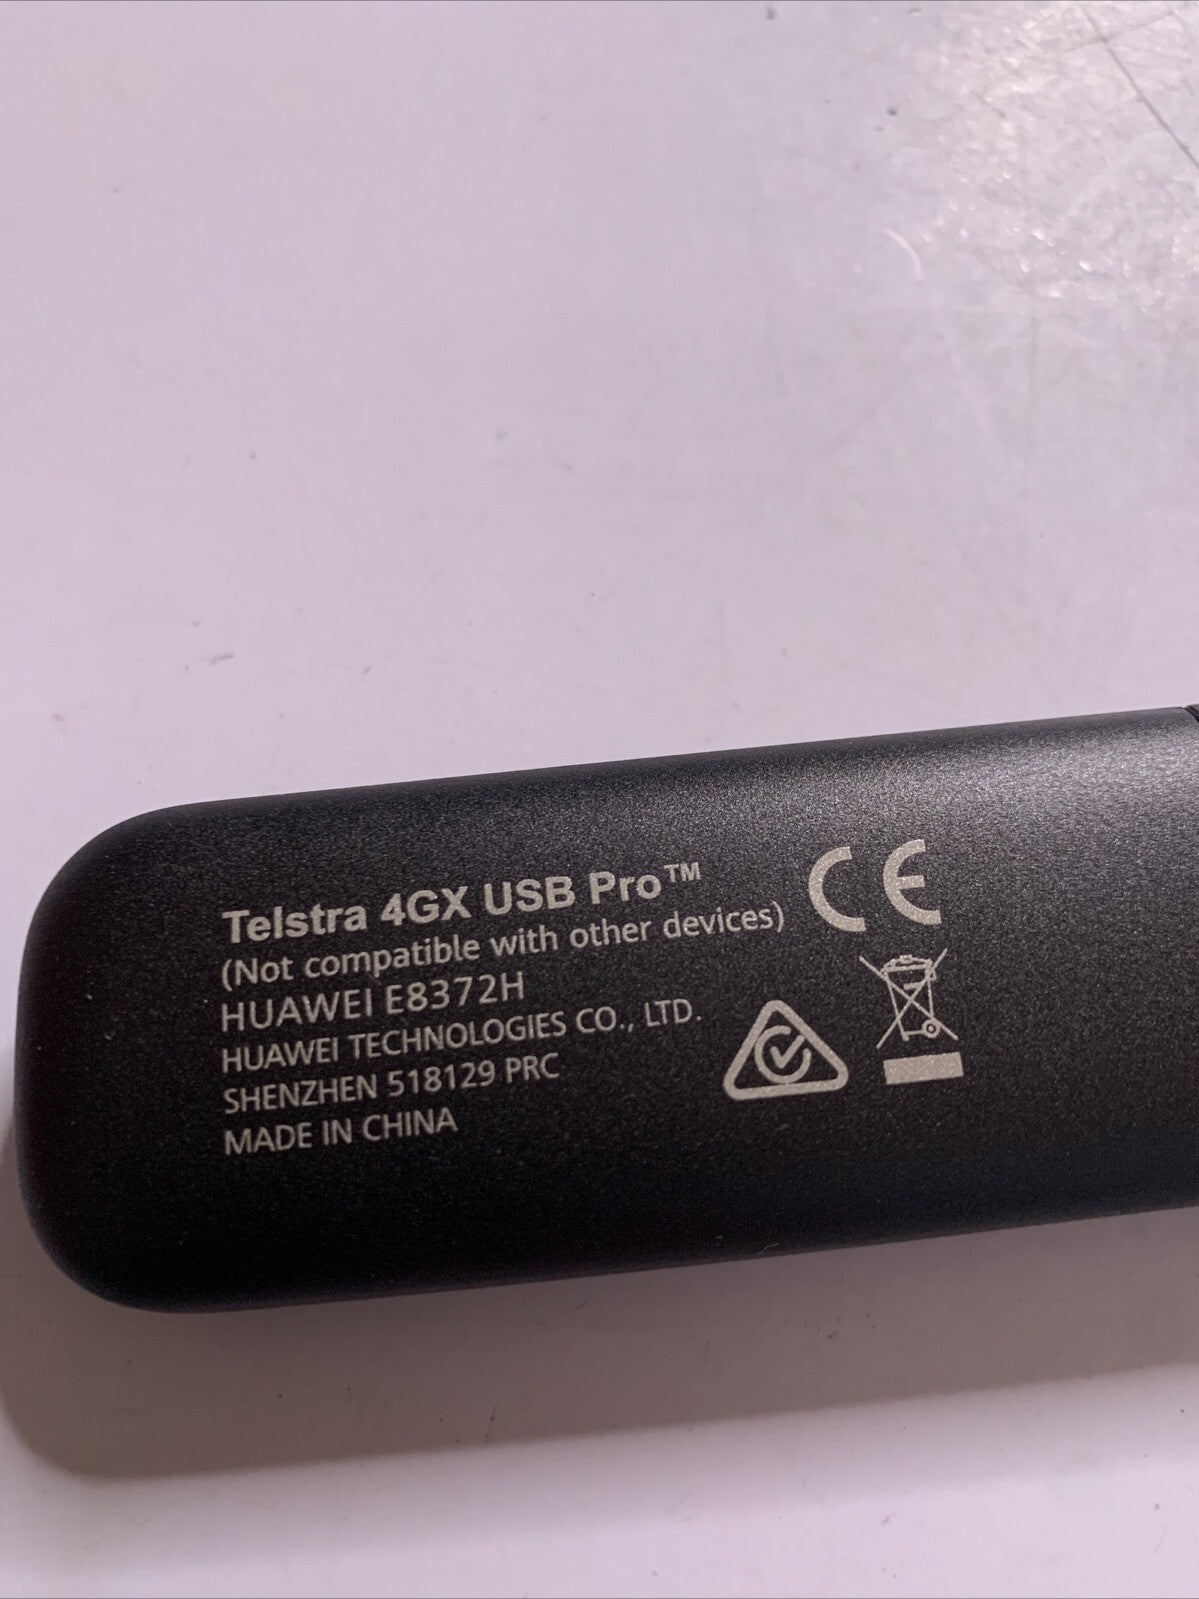 Telstra 4GX USB Pro™
(Not compatible with other devices)
HUAWEI E8372H
HUAWEI TECHNOLOGIES CO., LTD.
SHENZHEN 518129 PRC
MADE IN CHINA
CE